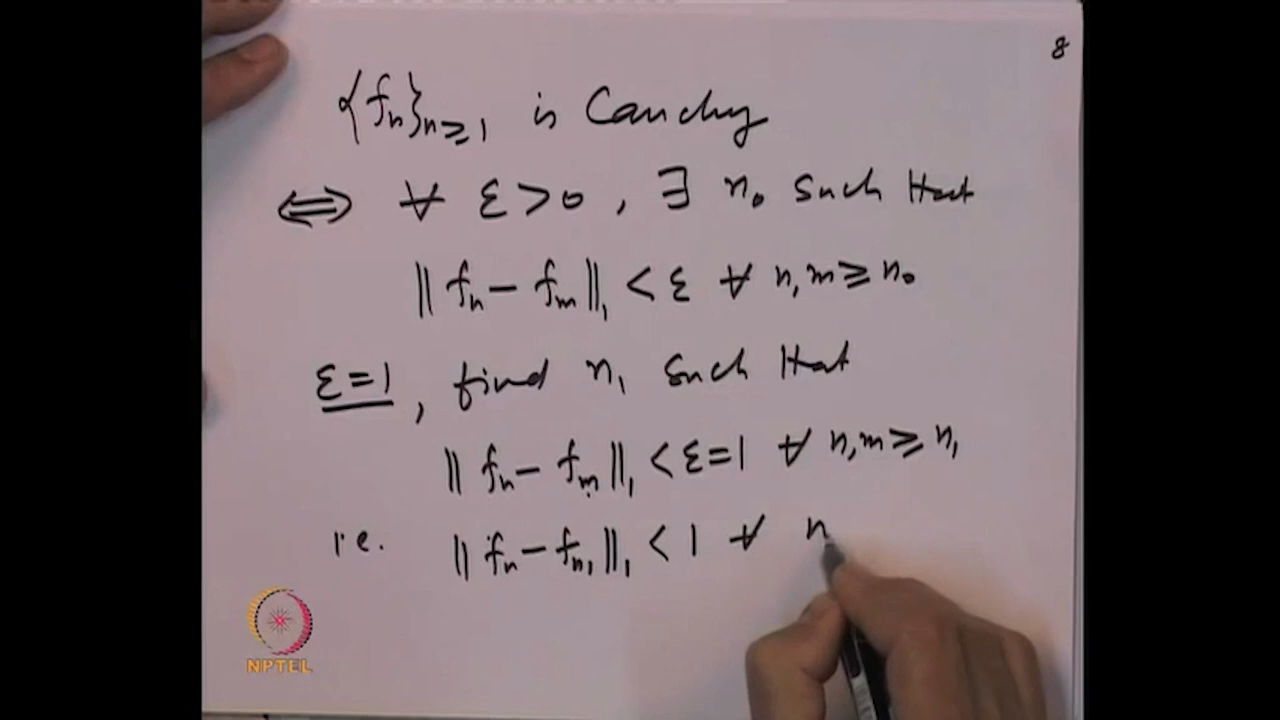 8
{fₙ}ₙ≥₁ is Cauchy
⟺ ∀ ε>0, ∃ n₀ such that
‖fₙ − fₘ‖₁ < ε ∀ n,m ≥ n₀
ε=1, find n₁ such that
‖fₙ − fₘ‖₁ < ε=1 ∀ n,m ≥ n₁
i.e. ‖fₙ − fₙ₁‖₁ < 1 ∀ n
NPTEL